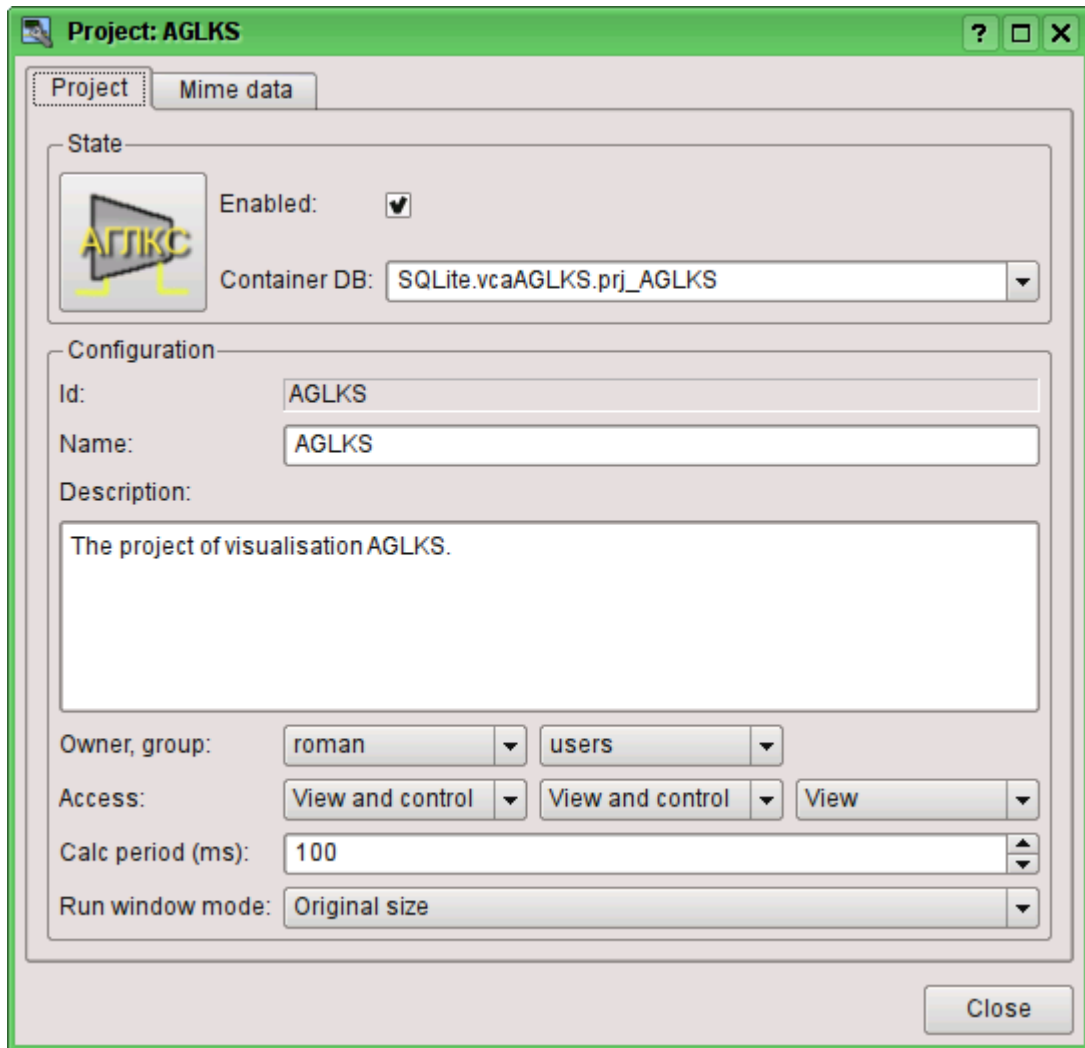 Project: AGLKS
Project
Mime data
State
АГЛКС
Enabled:
Container DB: SQLite.vcaAGLKS.prj_AGLKS
Configuration
Id: AGLKS
Name: AGLKS
Description:
The project of visualisation AGLKS.
Owner, group: roman users
Access: View and control View and control View
Calc period (ms): 100
Run window mode: Original size
Close